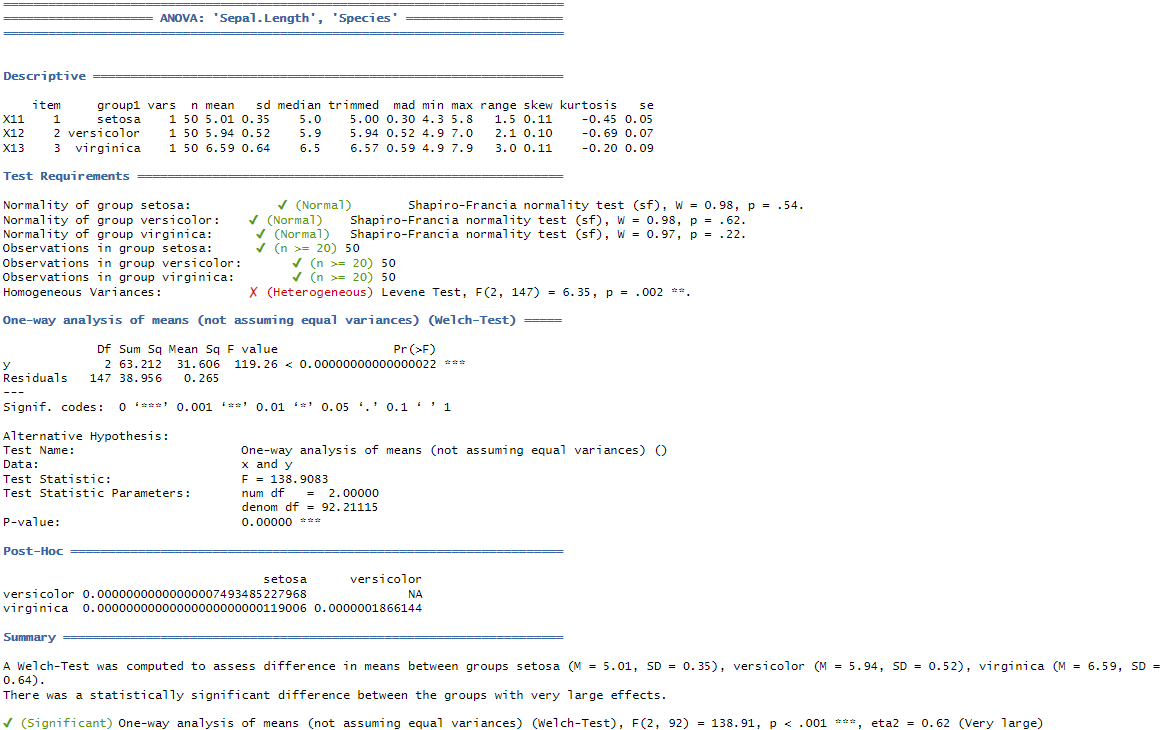 ANOVA: 'Sepal.Length', 'Species'
Descriptive
item group1 vars n mean sd median trimmed mad min max range skew kurtosis se
X11 1 setosa 1 50 5.01 0.35 5.0 5.00 0.30 4.3 5.8 1.5 0.11 -0.45 0.05
X12 2 versicolor 1 50 5.94 0.52 5.9 5.94 0.52 4.9 7.0 2.1 0.10 -0.69 0.07
X13 3 virginica 1 50 6.59 0.64 6.5 6.57 0.59 4.9 7.9 3.0 0.11 -0.20 0.09
Test Requirements
Normality of group setosa: ✓ (Normal) Shapiro-Francia normality test (sf), W = 0.98, p = .54.
Normality of group versicolor: ✓ (Normal) Shapiro-Francia normality test (sf), W = 0.98, p = .62.
Normality of group virginica: ✓ (Normal) Shapiro-Francia normality test (sf), W = 0.97, p = .22.
Observations in group setosa: ✓ (n >= 20) 50
Observations in group versicolor: ✓ (n >= 20) 50
Observations in group virginica: ✓ (n >= 20) 50
Homogeneous Variances: ✗ (Heterogeneous) Levene Test, F(2, 147) = 6.35, p = .002 **.
One-way analysis of means (not assuming equal variances) (Welch-Test)
Df Sum Sq Mean Sq F value Pr(>F)
y 2 63.212 31.606 119.26 < 0.00000000000000022 ***
Residuals 147 38.956 0.265
---
Signif. codes: 0 ‘***’ 0.001 ‘**’ 0.01 ‘*’ 0.05 ‘.’ 0.1 ‘ ’ 1
Alternative Hypothesis:
Test Name: One-way analysis of means (not assuming equal variances) ()
Data: x and y
Test Statistic: F = 138.9083
Test Statistic Parameters: num df = 2.00000
denom df = 92.21115
P-value: 0.00000 ***
Post-Hoc
setosa versicolor
versicolor 0.00000000000000007493485227968 NA
virginica 0.00000000000000000000000119006 0.0000001866144
Summary
A Welch-Test was computed to assess difference in means between groups setosa (M = 5.01, SD = 0.35), versicolor (M = 5.94, SD = 0.52), virginica (M = 6.59, SD =
0.64).
There was a statistically significant difference between the groups with very large effects.
✓ (Significant) One-way analysis of means (not assuming equal variances) (Welch-Test), F(2, 92) = 138.91, p < .001 ***, eta2 = 0.62 (Very large)